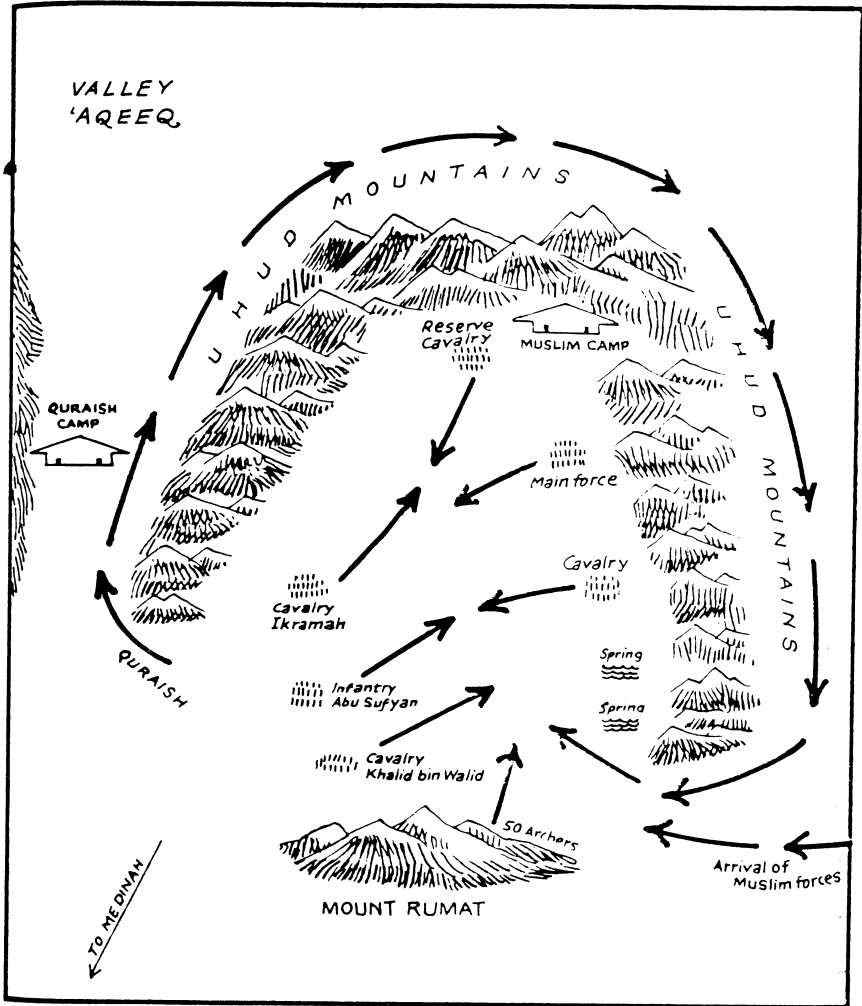 VALLEY
'AQEEQ
UHUD MOUNTAINS
UHUD MOUNTAINS
Reserve
Cavalry
MUSLIM CAMP
QURAISH
CAMP
Main force
Cavalry
Cavalry
Ikramah
QURAISH
Spring
Infantry
Abu Sufyan
Spring
Cavalry
Khalid bin Walid
50 Archers
Arrival of
Muslim forces
MOUNT RUMAT
TO MEDINAH